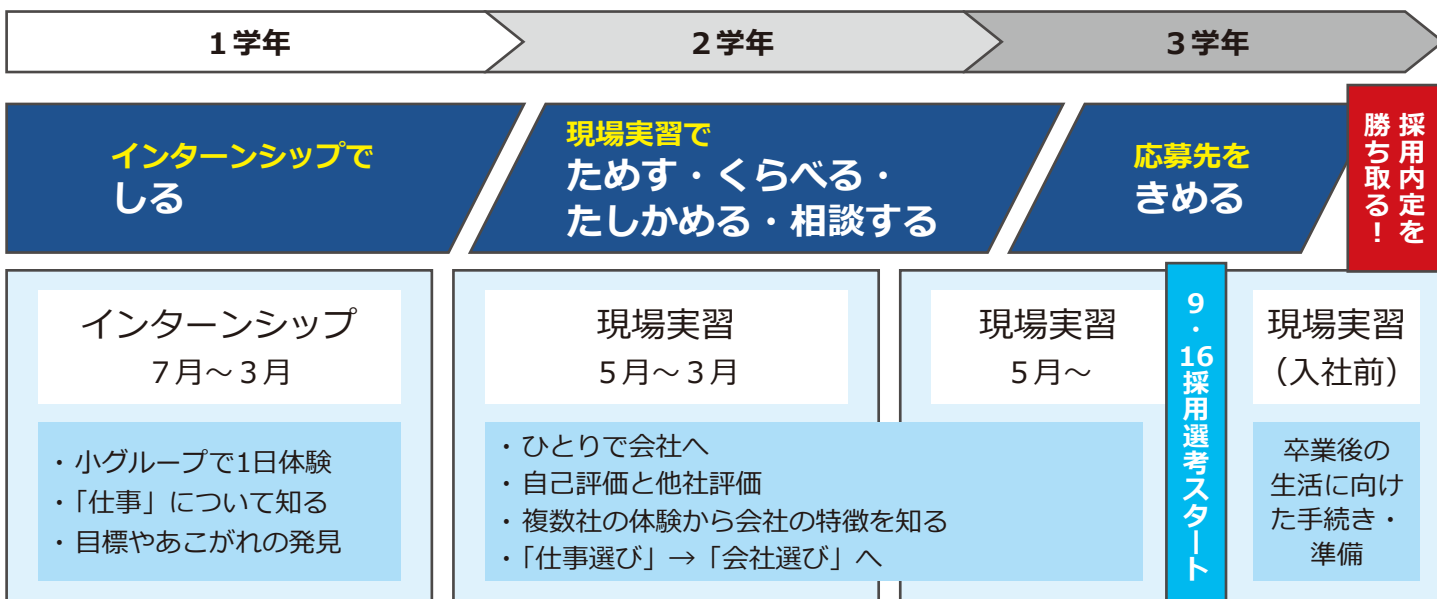 1学年
2学年
3学年
インターンシップで
しる
現場実習で
ためす・くらべる・
たしかめる・相談する
応募先を
きめる
採用内定を
勝ち取る!
インターンシップ
7月～3月
・小グループで1日体験
・「仕事」について知る
・目標やあこがれの発見
現場実習
5月～3月
現場実習
5月～
・ひとりで会社へ
・自己評価と他社評価
・複数社の体験から会社の特徴を知る
・「仕事選び」→「会社選び」へ
9・16採用選考スタート
現場実習
（入社前）
卒業後の
生活に向け
た手続き・
準備